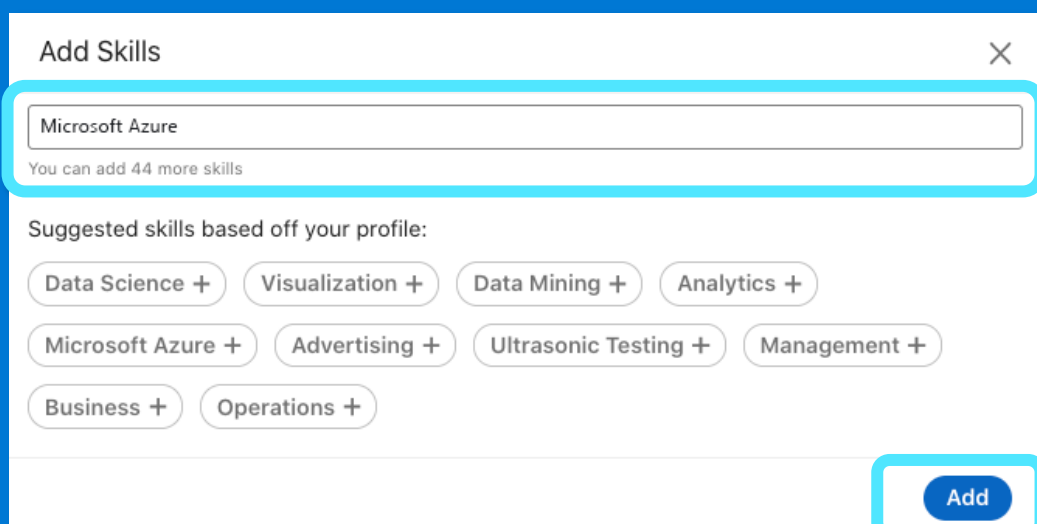 Add Skills
Microsoft Azure
You can add 44 more skills
Suggested skills based off your profile:
Data Science + Visualization + Data Mining + Analytics +
Microsoft Azure + Advertising + Ultrasonic Testing + Management +
Business + Operations +
Add